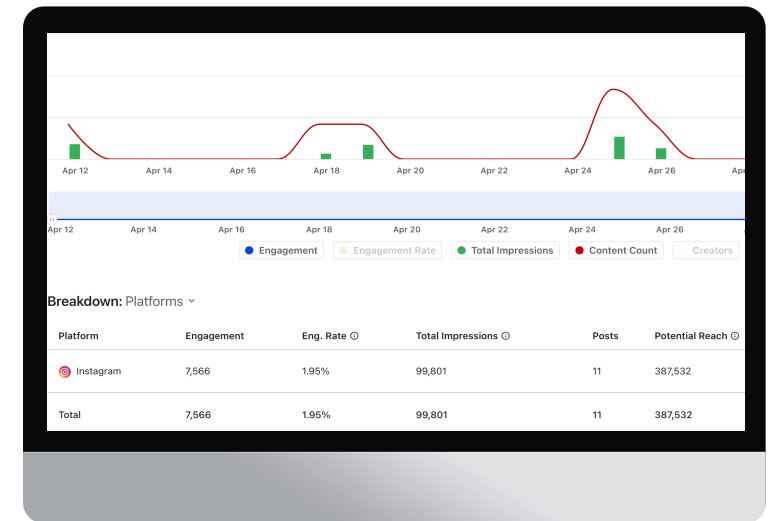 Apr 12 Apr 14 Apr 16 Apr 18 Apr 20 Apr 22 Apr 24 Apr 26
Apr 12 Apr 14 Apr 16 Apr 18 Apr 20 Apr 22 Apr 24 Apr 26
Engagement Engagement Rate Total Impressions Content Count Creators
Breakdown: Platforms
Platform Engagement Eng. Rate Total Impressions Posts Potential Reach
Instagram 7,566 1.95% 99,801 11 387,532
Total 7,566 1.95% 99,801 11 387,532